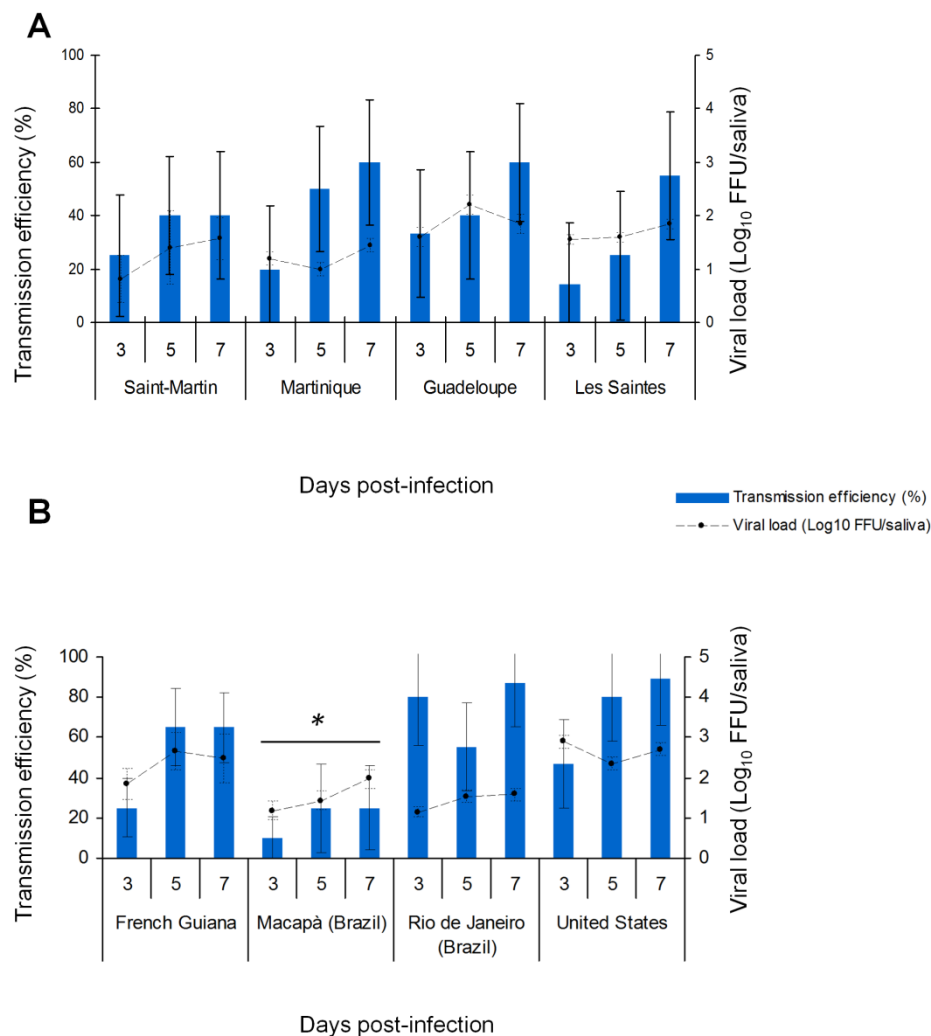 A
Transmission efficiency (%)
100
80
60
40
20
0
5
4
3
2
1
0
Viral load (Log10 FFU/saliva)
3 5 7 3 5 7 3 5 7 3 5 7
Saint-Martin Martinique Guadeloupe Les Saintes
Days post-infection
Transmission efficiency (%)
Viral load (Log10 FFU/saliva)
B
Transmission efficiency (%)
100
80
60
40
20
0
*
5
4
3
2
1
0
Viral load (Log10 FFU/saliva)
3 5 7 3 5 7 3 5 7 3 5 7
French Guiana Macapà (Brazil) Rio de Janeiro United States
(Brazil)
Days post-infection